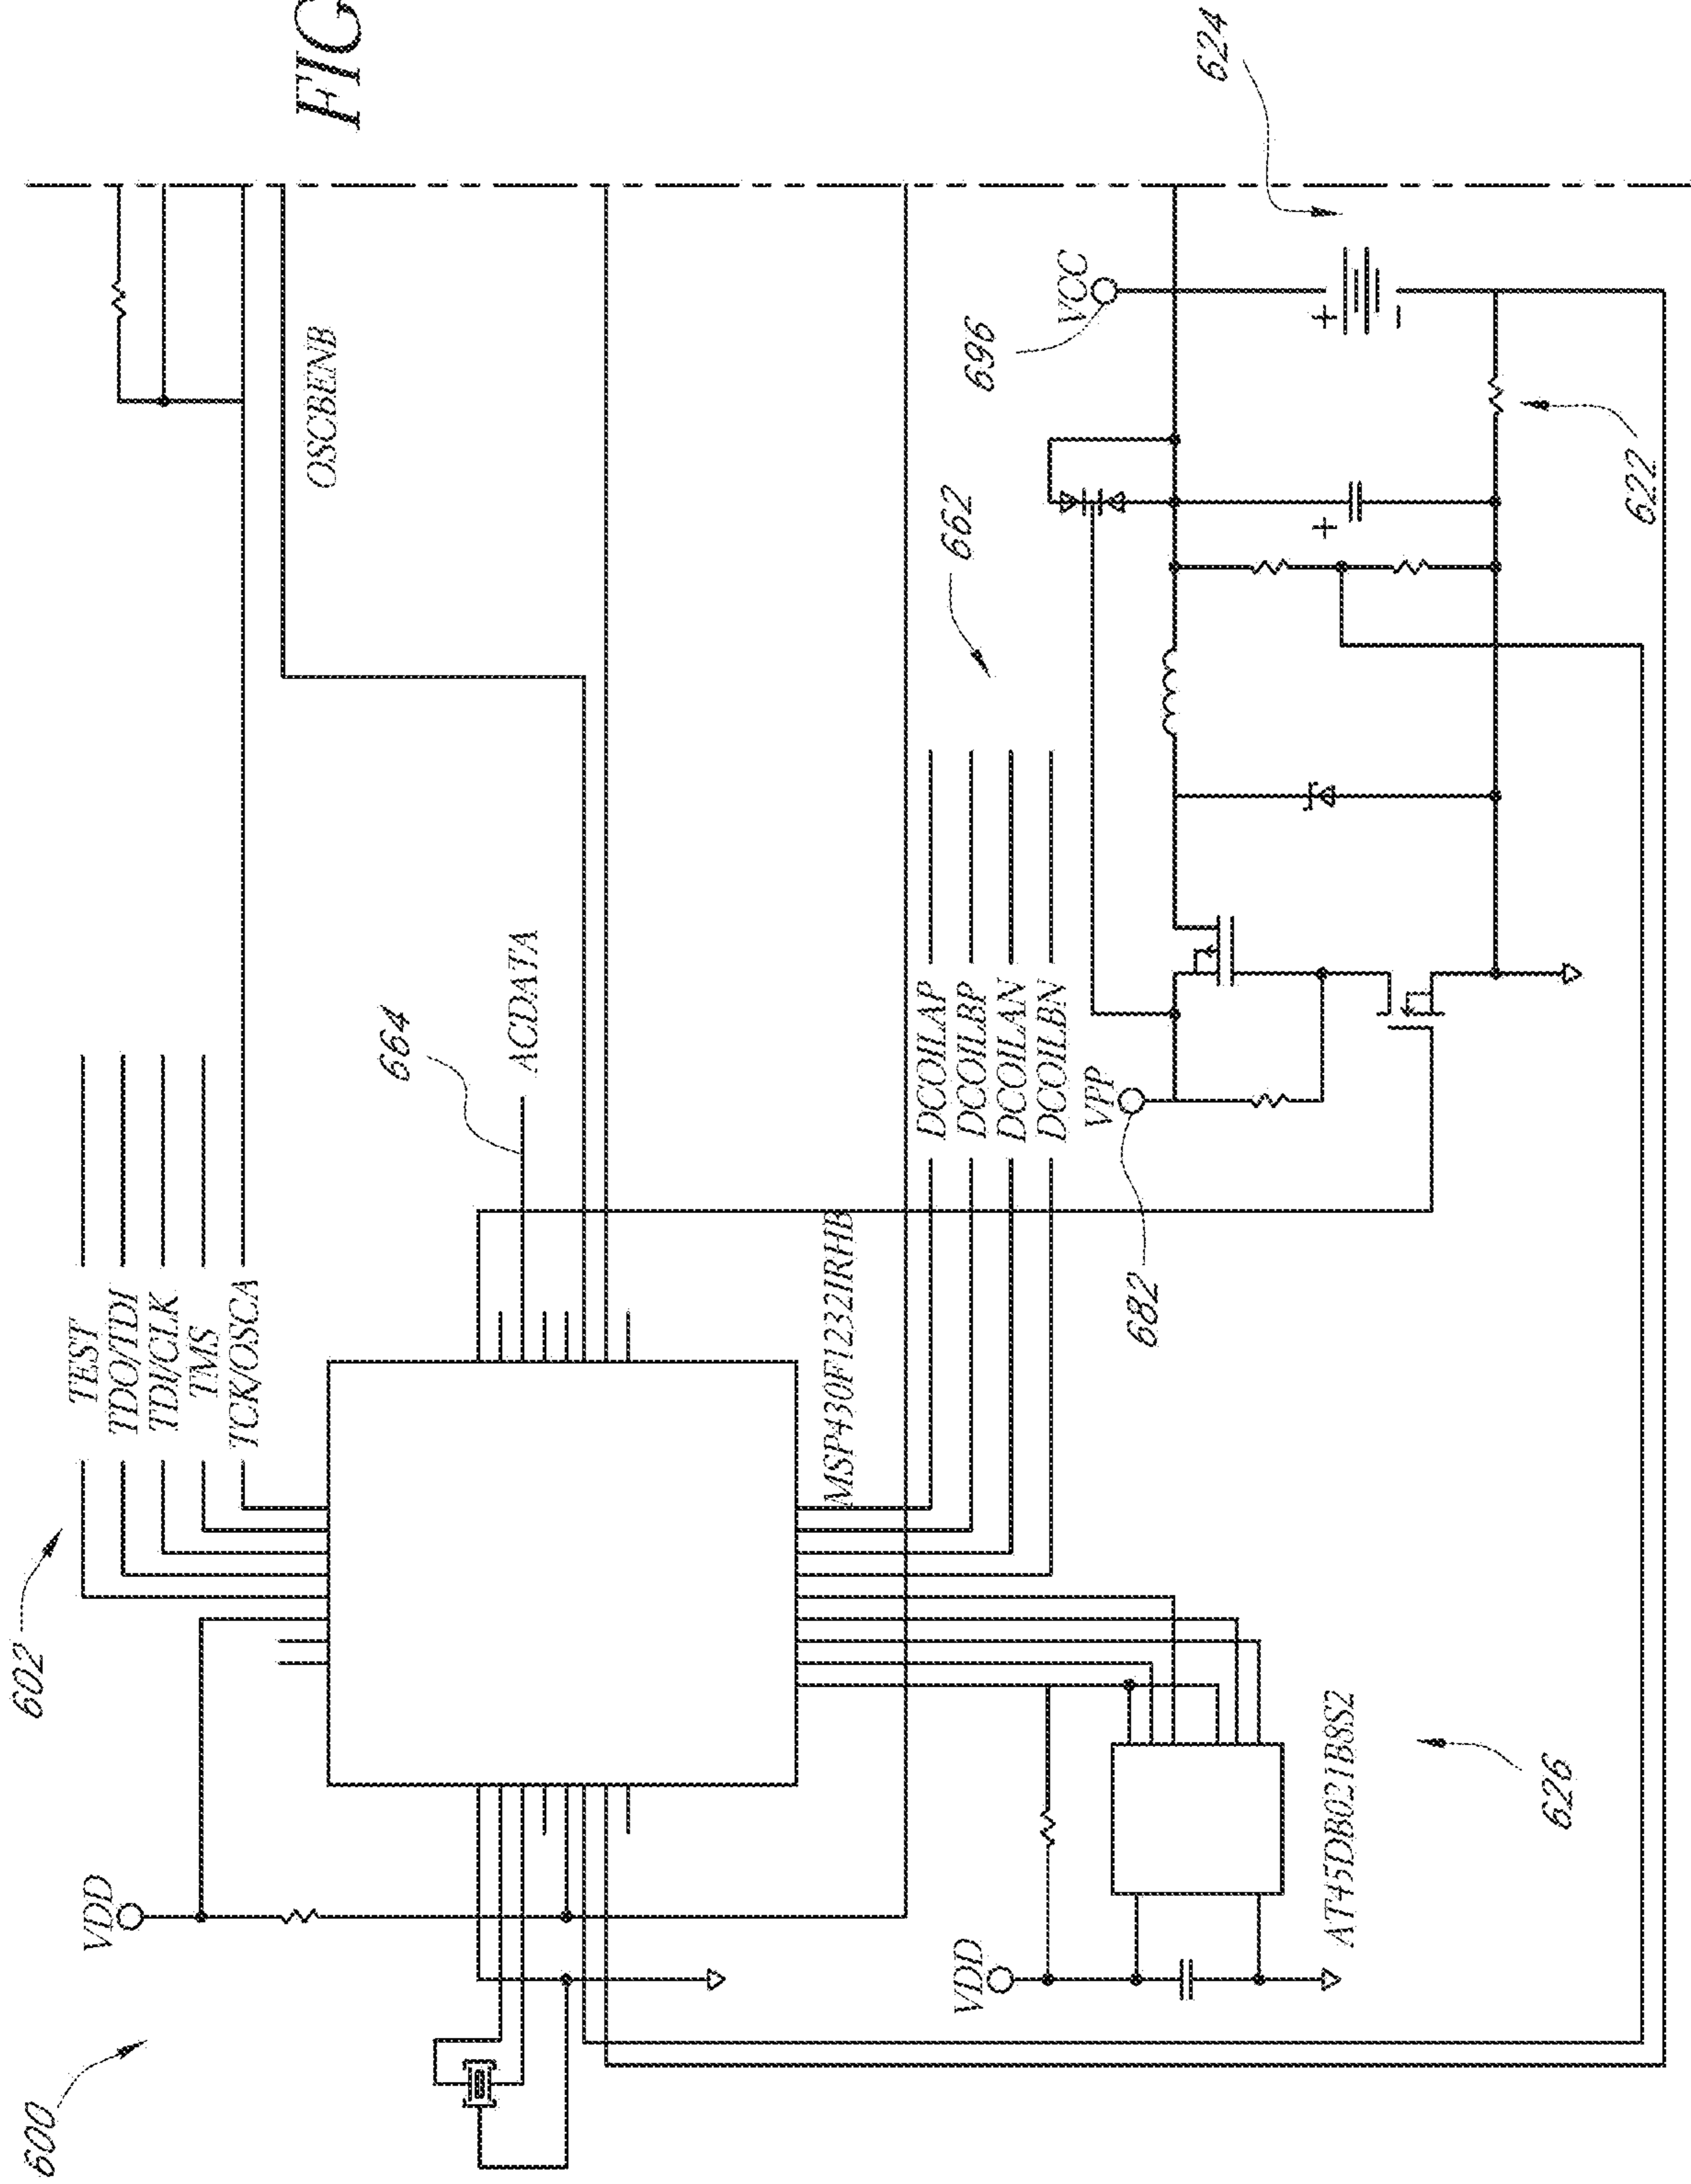 FIG
600
602
VDD
TEST
TDO/TDI
TDI/CLK
TMS
TCK/OSCA
OSCBENB
664
ACDATA
MSP430F1232IRHB
662
DCOILAP
DCOILBP
DCOILAN
DCOILBN
VPP
682
696
VCC
624
+
-
+
622
VDD
AT45DB021B8S2
626